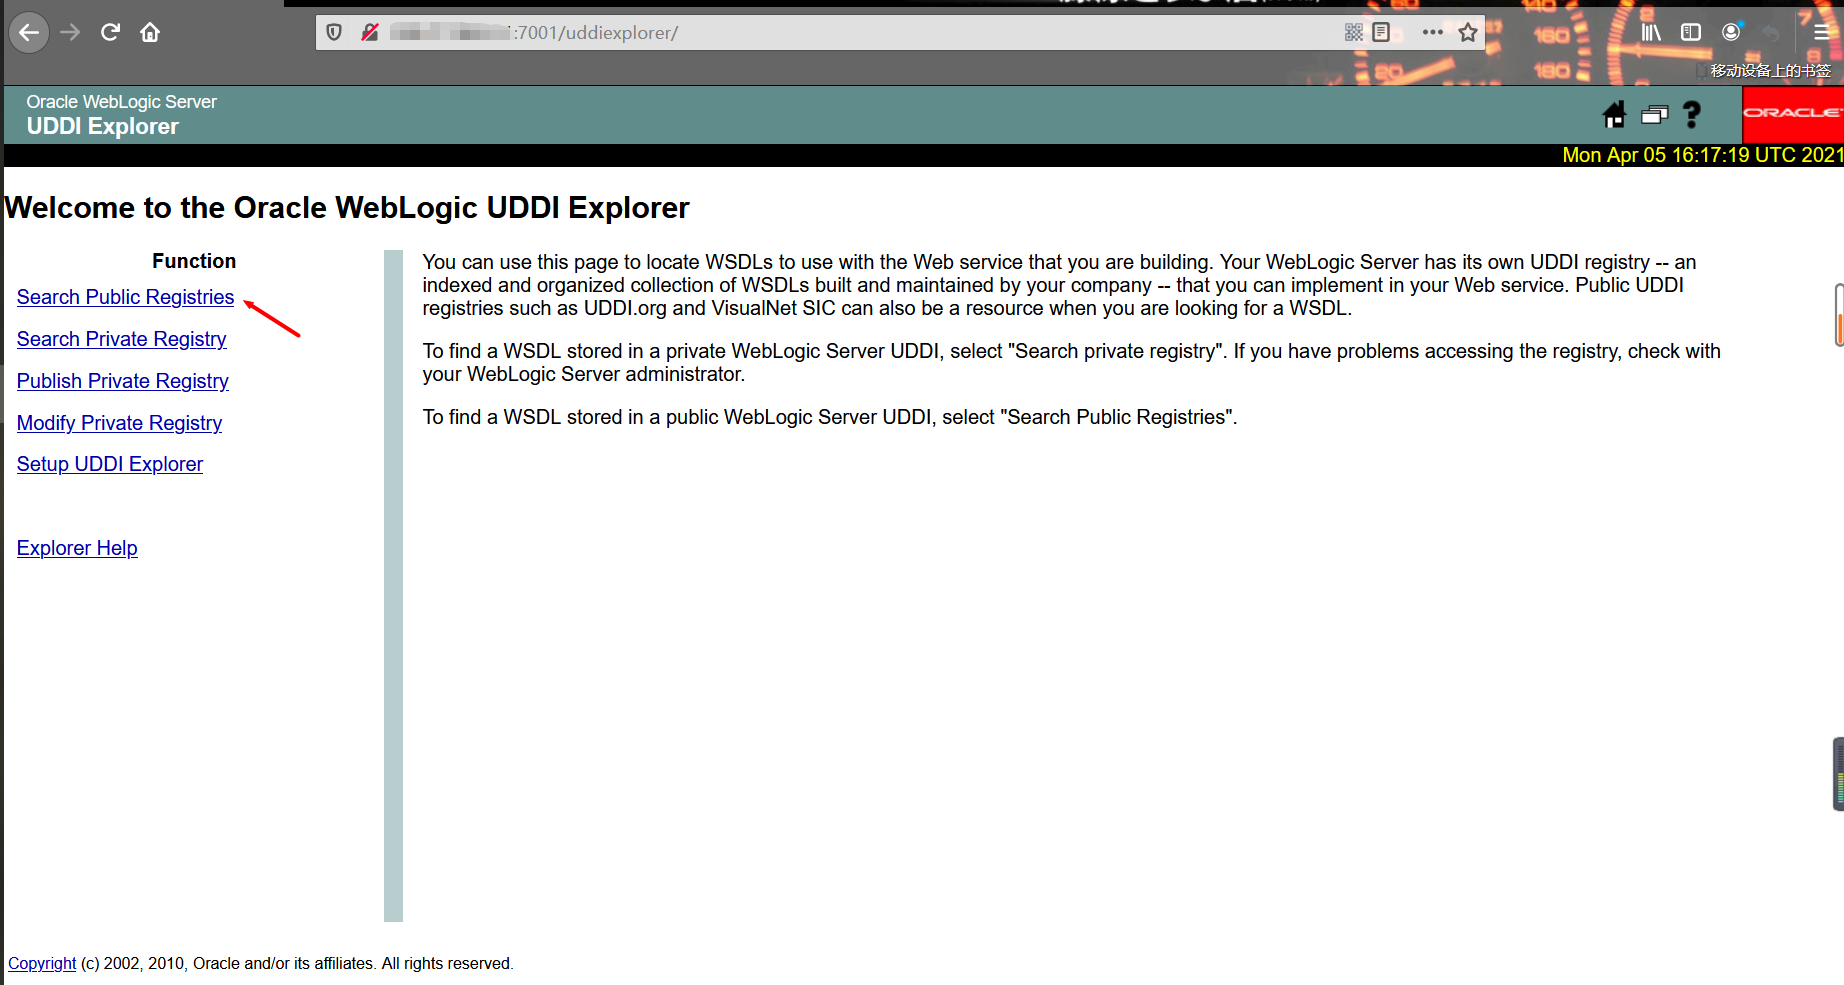 :7001/uddiexplorer/
移动设备上的书签
Oracle WebLogic Server
UDDI Explorer
ORACLE
Mon Apr 05 16:17:19 UTC 2021
Welcome to the Oracle WebLogic UDDI Explorer
Function
Search Public Registries
Search Private Registry
Publish Private Registry
Modify Private Registry
Setup UDDI Explorer
Explorer Help
You can use this page to locate WSDLs to use with the Web service that you are building. Your WebLogic Server has its own UDDI registry -- an
indexed and organized collection of WSDLs built and maintained by your company -- that you can implement in your Web service. Public UDDI
registries such as UDDI.org and VisualNet SIC can also be a resource when you are looking for a WSDL.
To find a WSDL stored in a private WebLogic Server UDDI, select "Search private registry". If you have problems accessing the registry, check with
your WebLogic Server administrator.
To find a WSDL stored in a public WebLogic Server UDDI, select "Search Public Registries".
Copyright (c) 2002, 2010, Oracle and/or its affiliates. All rights reserved.